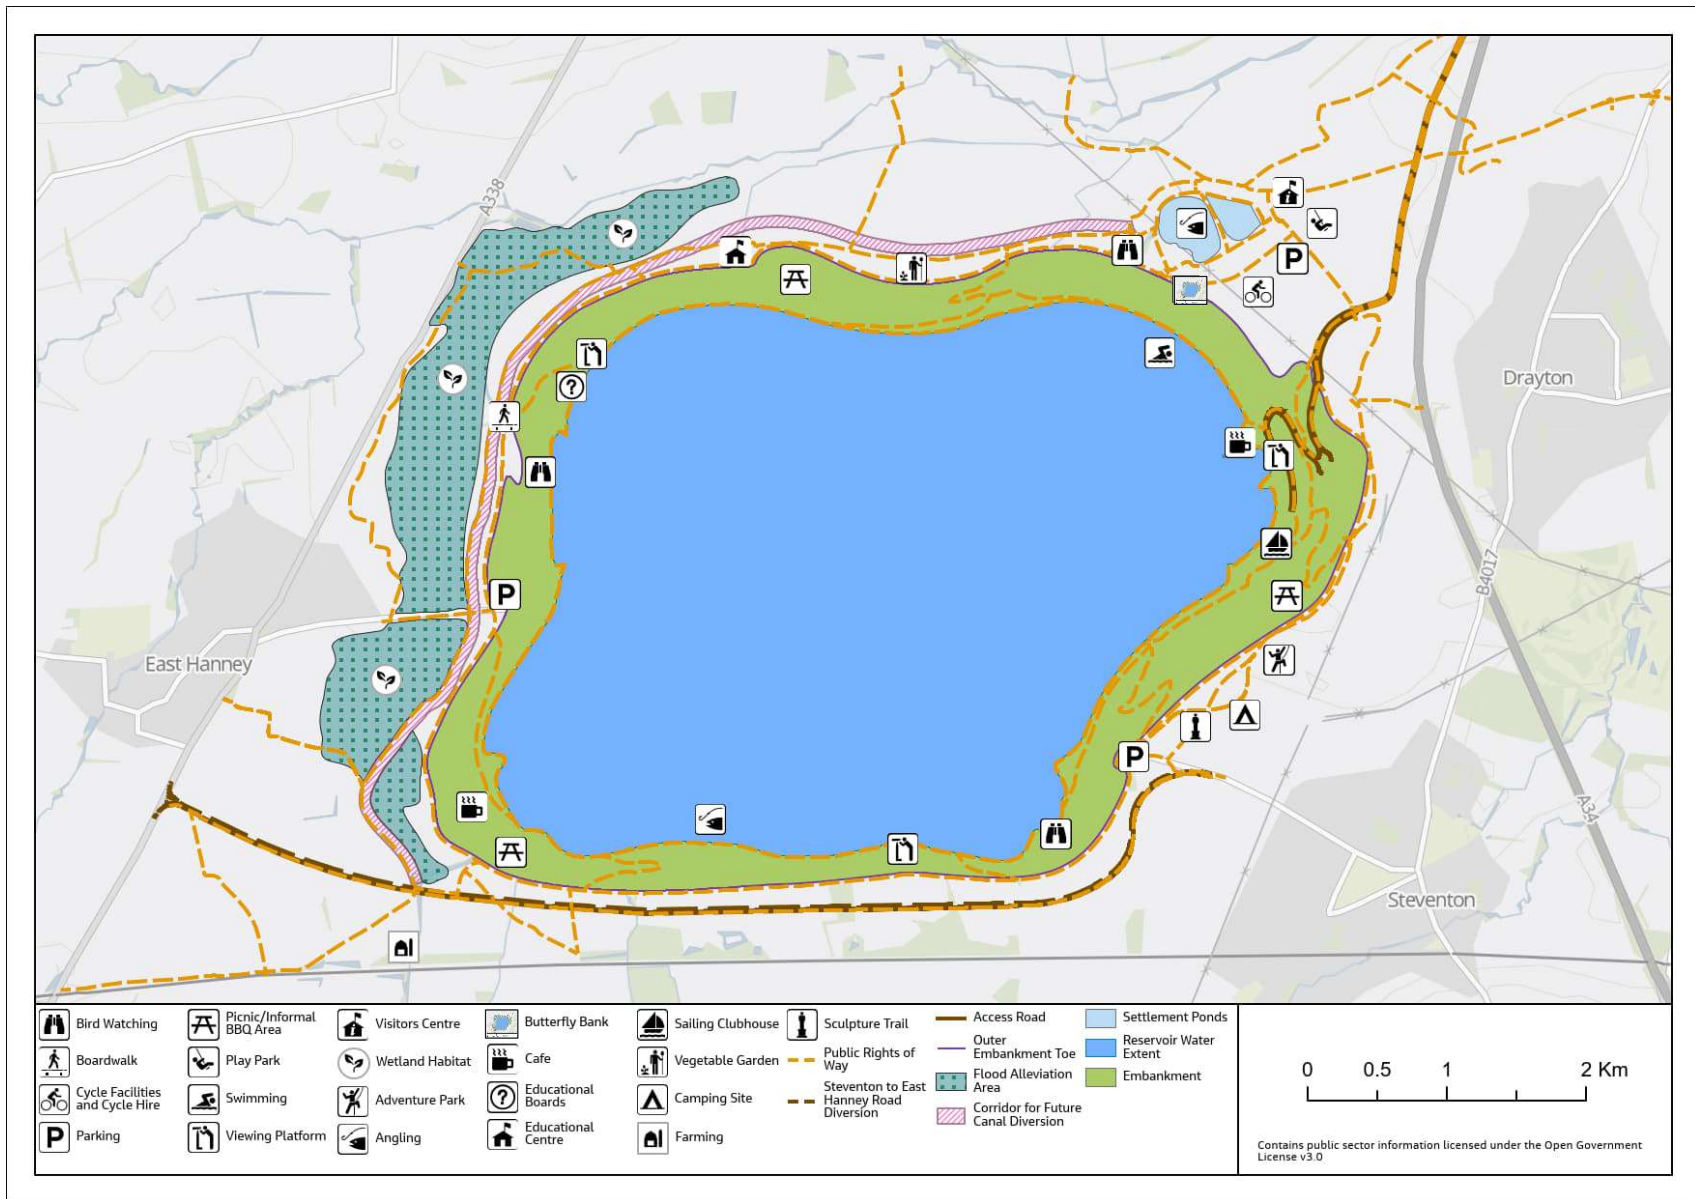 A338
Drayton
B4017
East Hanney
A34
Steventon
P
P
P
Bird Watching
Boardwalk
Cycle Facilities
and Cycle Hire
P
Parking
Picnic/Informal
BBQ Area
Play Park
Swimming
Viewing Platform
Visitors Centre
Wetland Habitat
Adventure Park
Angling
Butterfly Bank
Cafe
?
Educational
Boards
Educational
Centre
Sailing Clubhouse
Vegetable Garden
Camping Site
Farming
Sculpture Trail
Public Rights of
Way
Steventon to East
Hanney Road
Diversion
Access Road
Outer
Embankment Toe
Flood Alleviation
Area
Corridor for Future
Canal Diversion
Settlement Ponds
Reservoir Water
Extent
Embankment
0 0.5 1 2 Km
Contains public sector information licensed under the Open Government
License v3.0